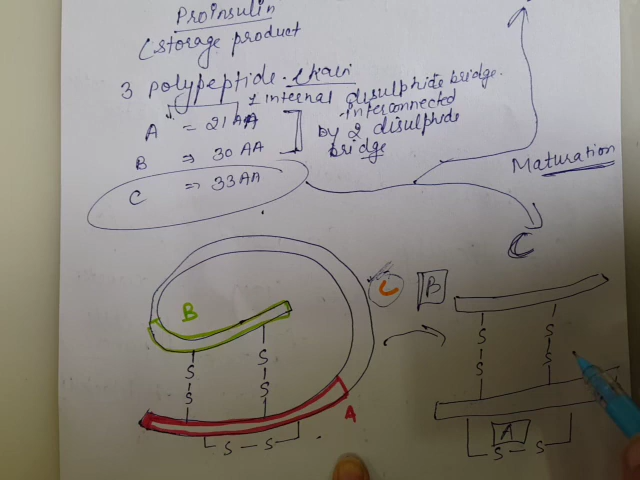 Proinsulin
(storage product
3 polypeptide chain
1 internal disulphide bridge.
A = 21 AA
interconnected
by 2 disulphide
bridge
B => 30 AA
C => 33 AA
Maturation
C
B
C
B
S S
S S
S S
S S
A
A
S - S
S - S